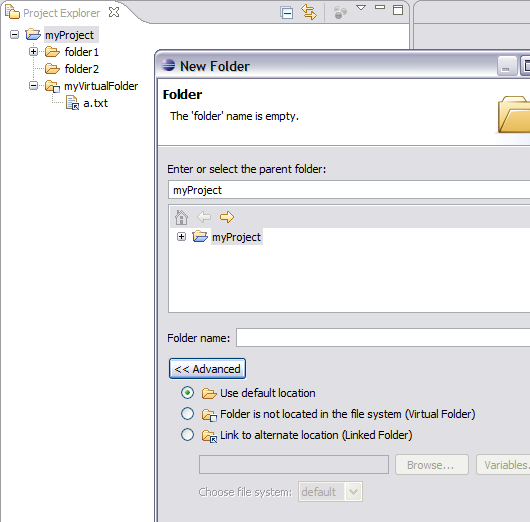 Project Explorer
myProject
folder1
folder2
myVirtualFolder
a.txt
New Folder
Folder
The 'folder' name is empty.
Enter or select the parent folder:
myProject
myProject
Folder name:
<< Advanced
Use default location
Folder is not located in the file system (Virtual Folder)
Link to alternate location (Linked Folder)
Browse... Variables.
Choose file system: default